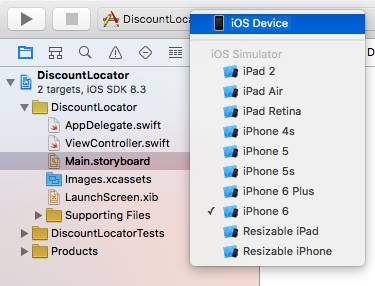 DiscountLocato
iOS Device
iOS Simulator
iPad 2
iPad Air
iPad Retina
iPhone 4s
iPhone 5
iPhone 5s
iPhone 6 Plus
✓ iPhone 6
Resizable iPad
Resizable iPhone
D
DiscountLocator
2 targets, iOS SDK 8.3
DiscountLocator
AppDelegate.swift
ViewController.swift
Main.storyboard
Images.xcassets
LaunchScreen.xib
Supporting Files
DiscountLocatorTests
Products